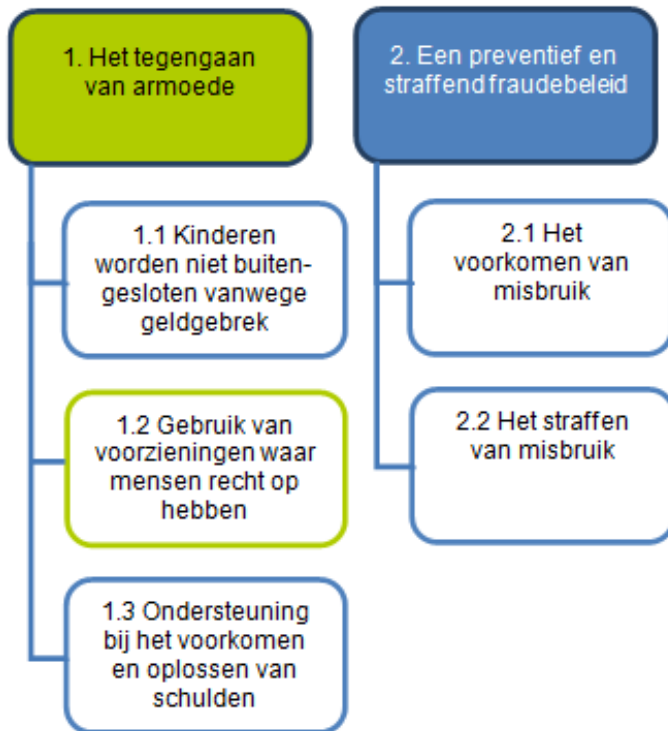 1. Het tegengaan
van armoede
1.1 Kinderen
worden niet buiten-
gesloten vanwege
geldgebrek
1.2 Gebruik van
voorzieningen waar
mensen recht op
hebben
1.3 Ondersteuning
bij het voorkomen
en oplossen van
schulden
2. Een preventief en
straffend fraudebeleid
2.1 Het
voorkomen van
misbruik
2.2 Het straffen
van misbruik